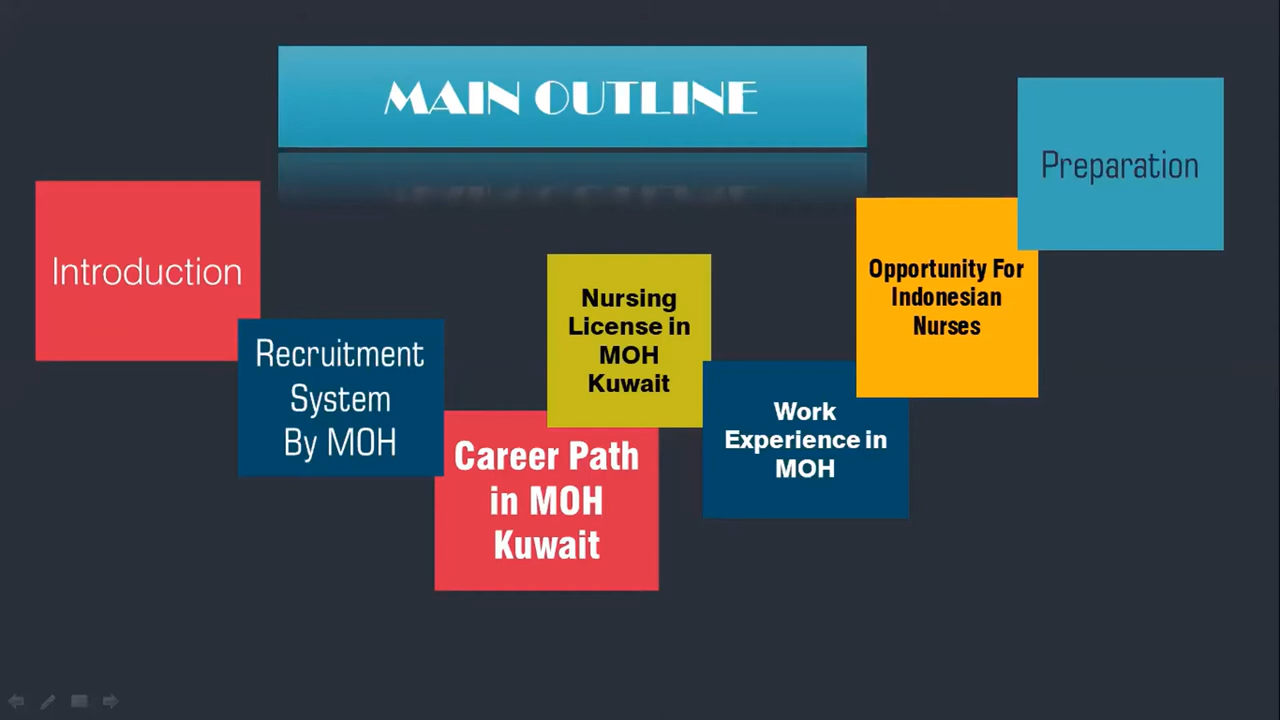 MAIN OUTLINE
Introduction
Recruitment
System
By MOH
Career Path
in MOH
Kuwait
Nursing
License in
MOH
Kuwait
Work
Experience in
MOH
Opportunity For
Indonesian
Nurses
Preparation